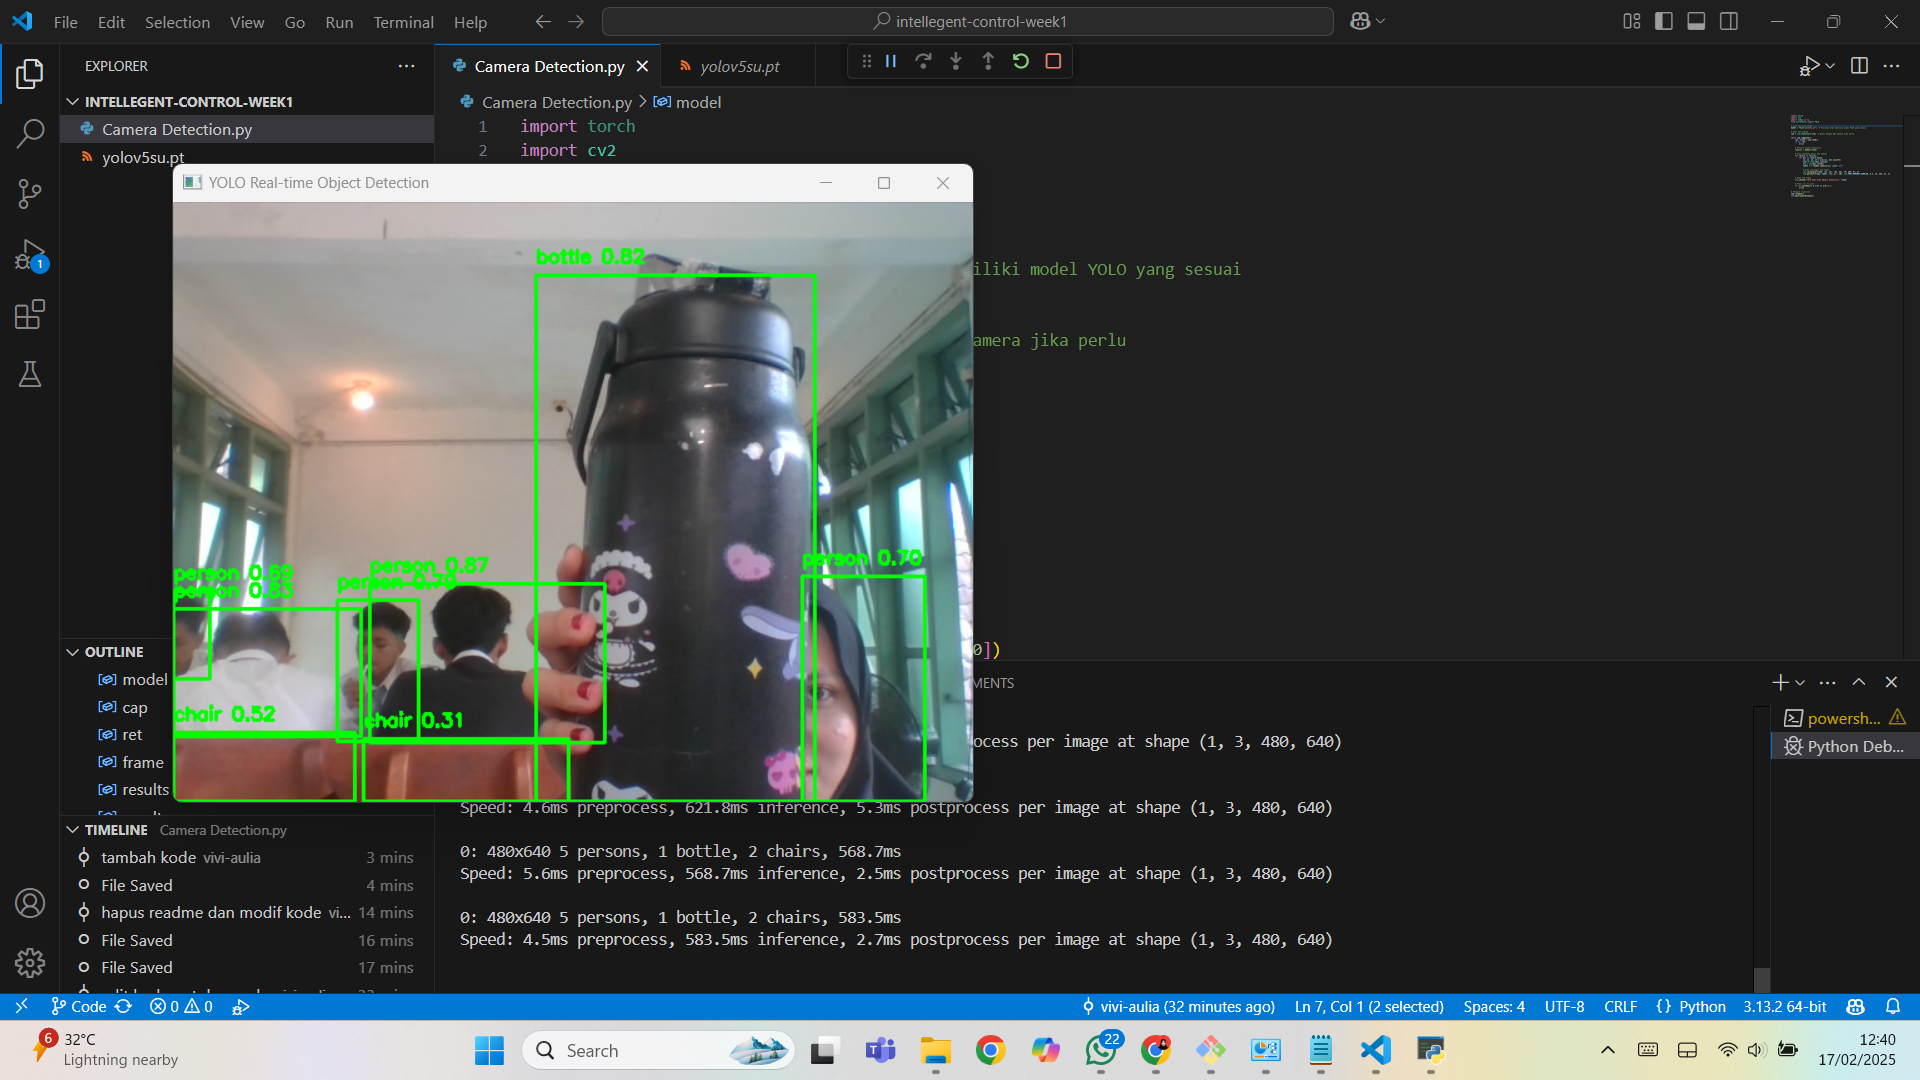 File Edit Selection View Go Run Terminal Help
intellegent-control-week1
EXPLORER
INTELLEGENT-CONTROL-WEEK1
Camera Detection.py
yolov5su.pt
Camera Detection.py
yolov5su.pt
Camera Detection.py > model
1 import torch
2 import cv2
iliki model YOLO yang sesuai
amera jika perlu
0])
YOLO Real-time Object Detection
bottle 0.82
person 0.70
person 0.87
person 0.70
person
person
chair 0.52
chair 0.31
1
OUTLINE
model
cap
ret
frame
results
TIMELINE Camera Detection.py
tambah kode vivi-aulia 3 mins
File Saved 4 mins
hapus readme dan modif kode vi... 14 mins
File Saved 16 mins
File Saved 17 mins
MENTS
powersh...
Python Deb...
ocess per image at shape (1, 3, 480, 640)
Speed: 4.6ms preprocess, 621.8ms inference, 5.3ms postprocess per image at shape (1, 3, 480, 640)
0: 480x640 5 persons, 1 bottle, 2 chairs, 568.7ms
Speed: 5.6ms preprocess, 568.7ms inference, 2.5ms postprocess per image at shape (1, 3, 480, 640)
0: 480x640 5 persons, 1 bottle, 2 chairs, 583.5ms
Speed: 4.5ms preprocess, 583.5ms inference, 2.7ms postprocess per image at shape (1, 3, 480, 640)
Code 0 0 vivi-aulia (32 minutes ago) Ln 7, Col 1 (2 selected) Spaces: 4 UTF-8 CRLF {} Python 3.13.2 64-bit
6
32°C
Lightning nearby
Search
22
12:40
17/02/2025